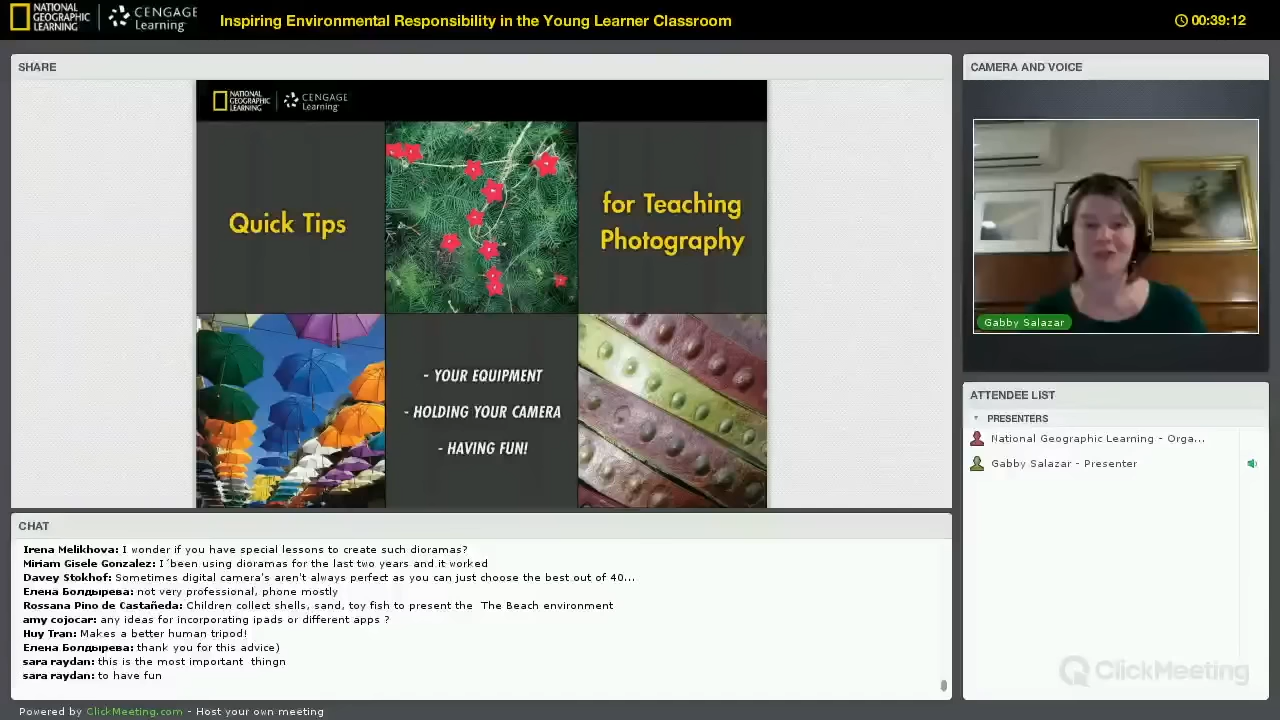 NATIONAL
GEOGRAPHIC
LEARNING
CENGAGE
Learning
Inspiring Environmental Responsibility in the Young Learner Classroom
00:39:12
SHARE
NATIONAL
GEOGRAPHIC
LEARNING
CENGAGE
Learning
Quick Tips
for Teaching
Photography
- YOUR EQUIPMENT
- HOLDING YOUR CAMERA
- HAVING FUN!
CAMERA AND VOICE
Gabby Salazar
ATTENDEE LIST
PRESENTERS
National Geographic Learning - Orga...
Gabby Salazar - Presenter
CHAT
Irena Melikhova: I wonder if you have special lessons to create such dioramas?
Miriam Gisele Gonzalez: I´been using dioramas for the last two years and it worked
Davey Stokhof: Sometimes digital camera's aren't always perfect as you can just choose the best out of 40...
Елена Болдырева: not very professional, phone mostly
Rossana Pino de Castañeda: Children collect shells, sand, toy fish to present the  The Beach environment
amy cojocar: any ideas for incorporating ipads or different apps ?
Huy Tran: Makes a better human tripod!
Елена Болдырева: thank you for this advice)
sara raydan: this is the most important  thingn
sara raydan: to have fun
ClickMeeting
Powered by ClickMeeting.com - Host your own meeting